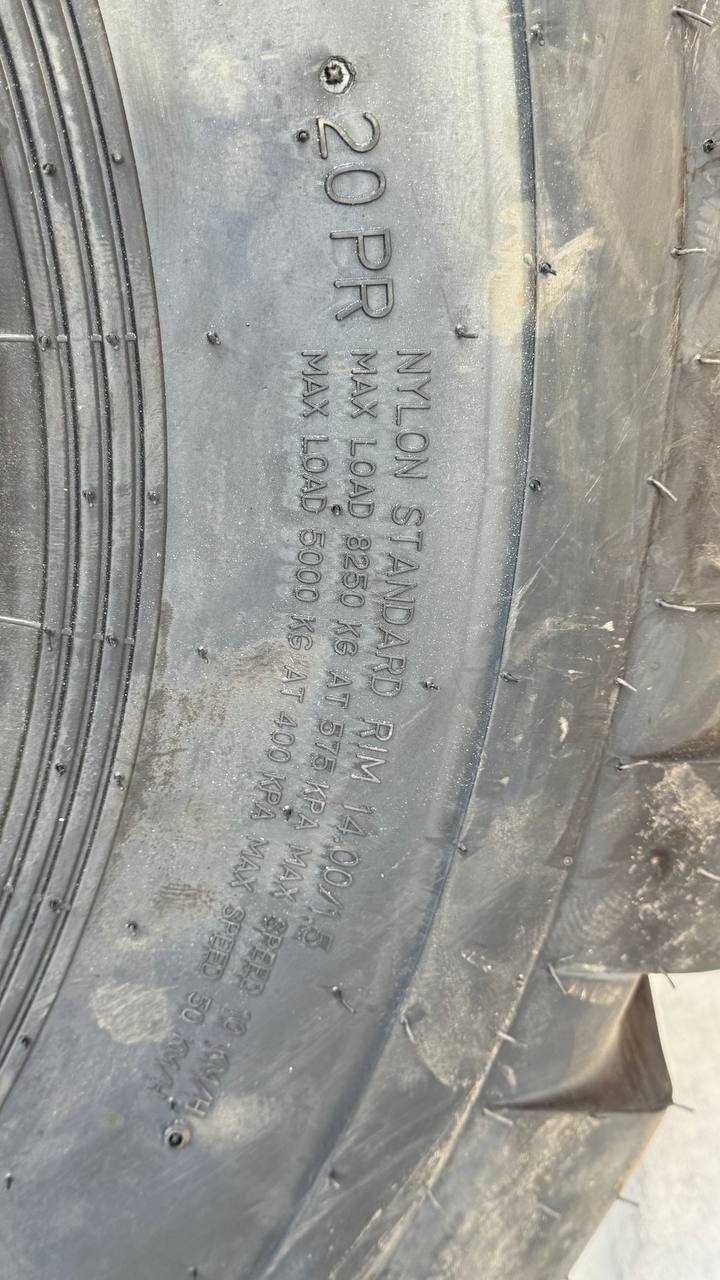 20 PR
NYLON STANDARD RIM 14.00/1.5
MAX LOAD 8250 KG AT 575 KPA MAX SPEED 10 KM/H
MAX LOAD 5000 KG AT 400 KPA MAX SPEED 50 KM/H